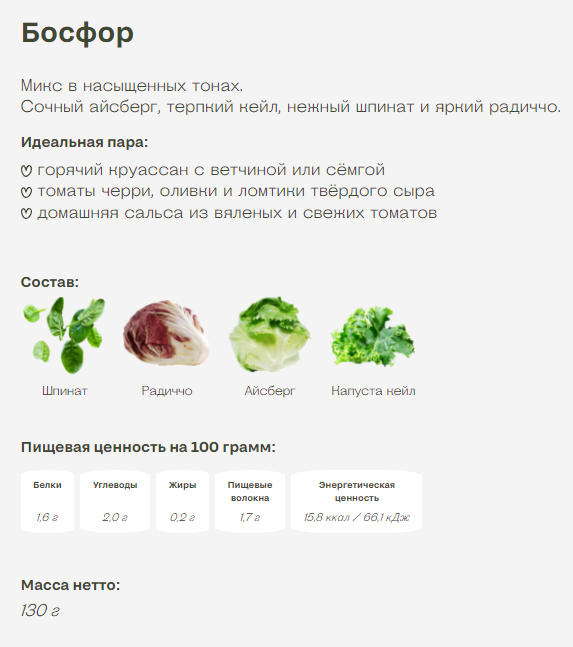 Босфор
Микс в насыщенных тонах.
Сочный айсберг, терпкий кейл, нежный шпинат и яркий радиччо.
Идеальная пара:
горячий круассан с ветчиной или сёмгой
томаты черри, оливки и ломтики твёрдого сыра
домашняя сальса из вяленых и свежих томатов
Состав:
Шпинат Радиччо Айсберг Капуста кейл
Пищевая ценность на 100 грамм:
Белки Углеводы Жиры Пищевые волокна Энергетическая ценность
1,6 г 2,0 г 0,2 г 1,7 г 15,8 ккал / 66,1 кДж
Масса нетто:
130 г